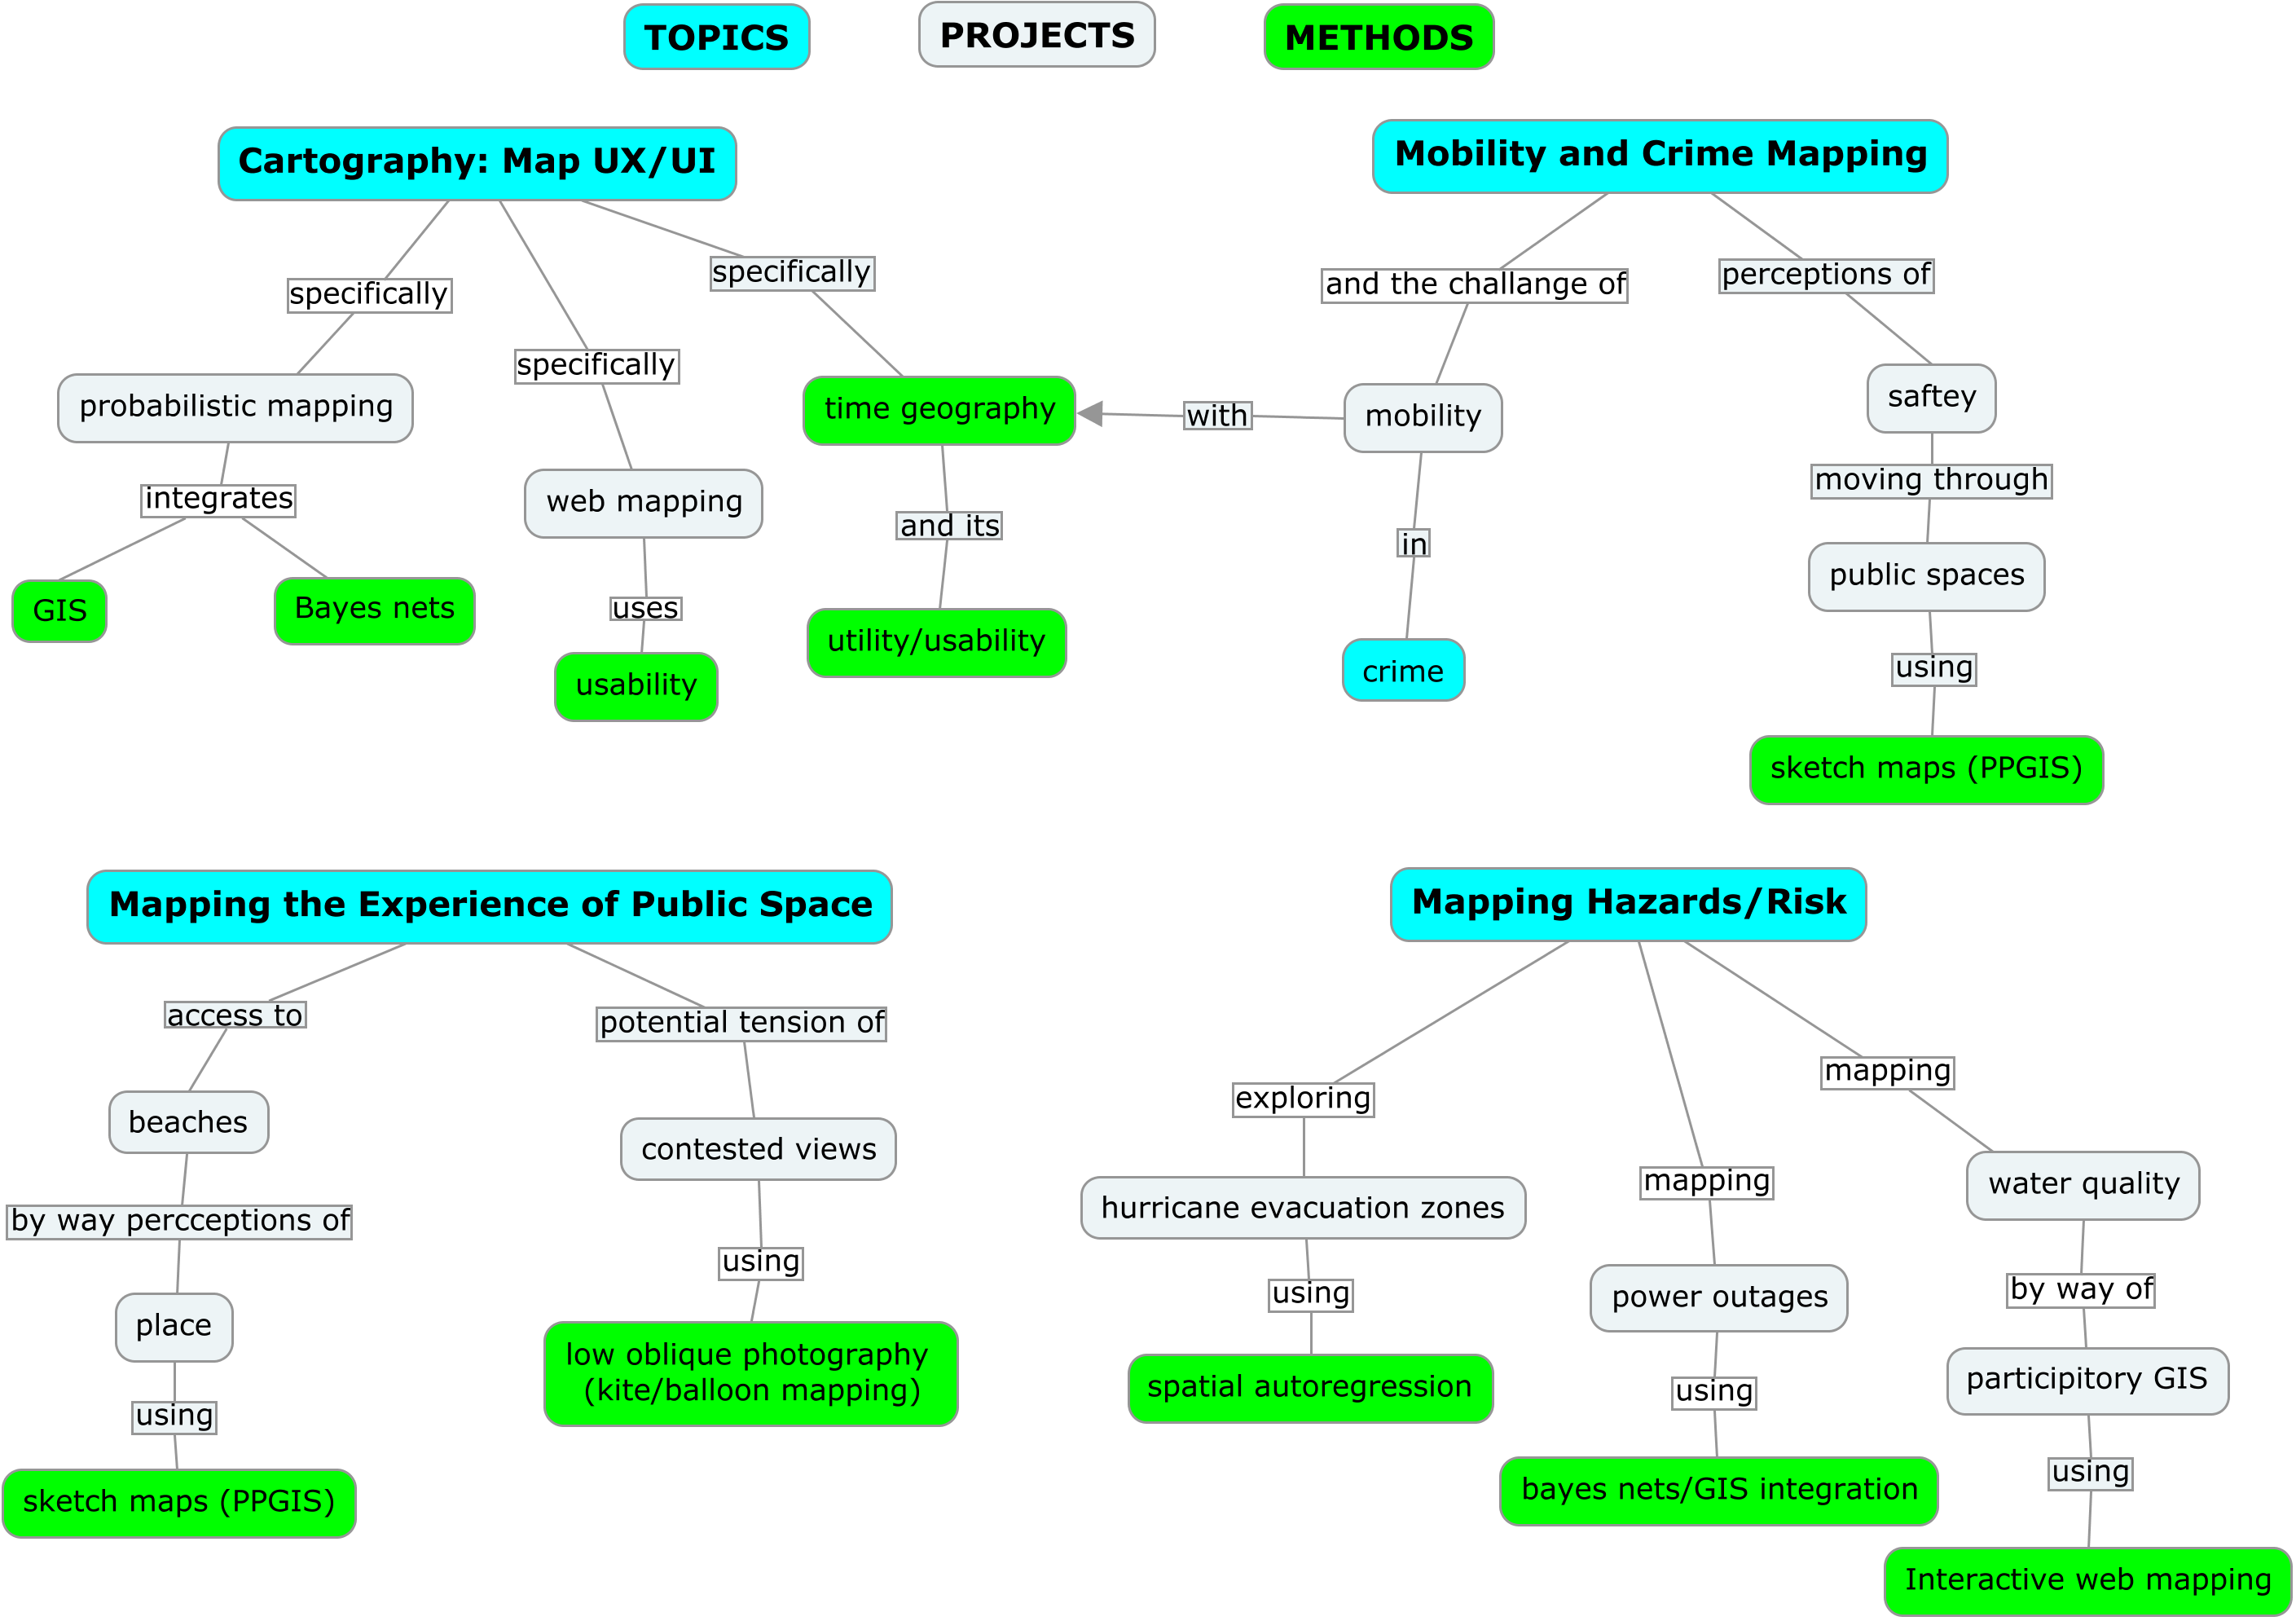 TOPICS
PROJECTS
METHODS
Cartography: Map UX/UI
specifically
specifically
specifically
probabilistic mapping
web mapping
time geography
integrates
GIS
Bayes nets
uses
usability
and its
utility/usability
Mobility and Crime Mapping
and the challange of
perceptions of
with
mobility
in
crime
saftey
moving through
public spaces
using
sketch maps (PPGIS)
Mapping the Experience of Public Space
access to
beaches
by way percceptions of
place
using
sketch maps (PPGIS)
potential tension of
contested views
using
low oblique photography
(kite/balloon mapping)
Mapping Hazards/Risk
exploring
hurricane evacuation zones
using
spatial autoregression
mapping
power outages
using
bayes nets/GIS integration
mapping
water quality
by way of
participitory GIS
using
Interactive web mapping